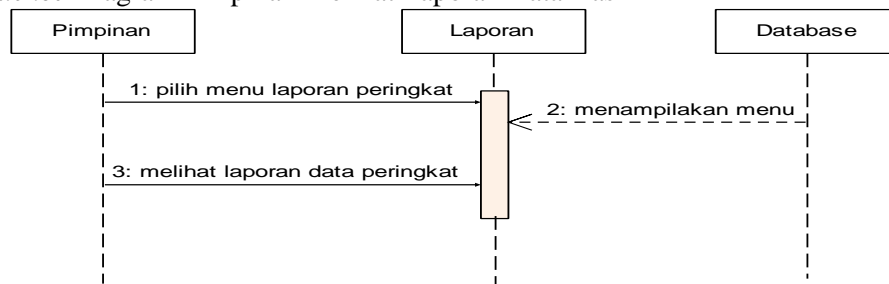 Pimpinan
Laporan
Database
1: pilih menu laporan peringkat
2: menampilakan menu
3: melihat laporan data peringkat